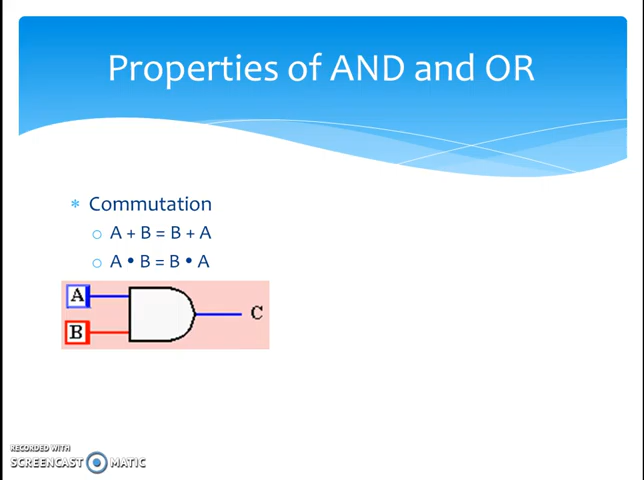 Properties of AND and OR
Commutation
A + B = B + A
A • B = B • A
A
B
C
RECORDED WITH
SCREENCAST MATIC